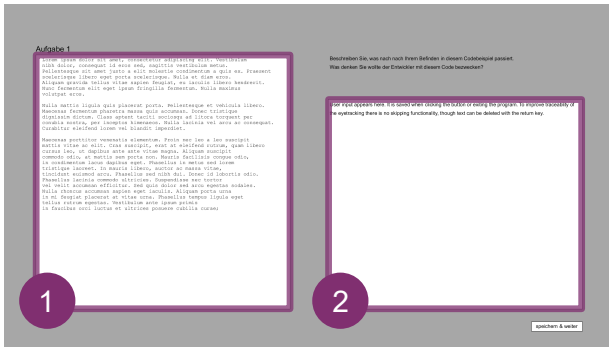 Aufgabe 1
Lorem ipsum dolor sit amet, consectetur adipiscing elit. Vestibulum
nibh dolor, consequat id eros sed, sagittis vestibulum metus.
Pellentesque sit amet justo a elit molestie condimentum a quis ex. Praesent
scelerisque libero eget porta scelerisque. Nulla et diam eros.
Aliquam gravida tellus vitae sapien feugiat, eu iaculis libero hendrerit.
Nunc fermentum elit eget ipsum fringilla fermentum. Nulla maximus
volutpat eros.
Nulla mattis ligula quis placerat porta. Pellentesque et vehicula libero.
Maecenas fermentum pharetra massa quis accumsan. Donec tristique
dignissim dictum. Class aptent taciti sociosqu ad litora torquent per
conubia nostra, per inceptos himenaeos. Nulla lacinia vel arcu ac consequat.
Curabitur eleifend lorem vel blandit imperdiet.
Maecenas porttitor venenatis elementum. Proin nec leo a leo suscipit
mattis vitae ac elit. Cras suscipit, erat at eleifend rutrum, quam libero
cursus leo, ut dapibus ante ante vitae magna. Aliquam suscipit
commodo odio, at mattis sem porta non. Mauris facilisis congue odio,
in condimentum lacus dapibus eget. Phasellus in metus sed lorem
tristique laoreet. In mauris libero, auctor ac massa vitae,
tincidunt euismod arcu. Phasellus sed nibh dui. Donec id lobortis odio.
Phasellus lacinia commodo ultricies. Suspendisse nec tortor
vel velit accumsan efficitur. Sed quis dolor sed arcu egestas sodales.
Nulla rhoncus accumsan sapien eget iaculis. Aliquam porta urna
in mi feugiat placerat ac vitae urna. Phasellus tempus ligula eget
tellus rutrum egestas. Vestibulum ante ipsum primis
in faucibus orci luctus et ultrices posuere cubilia curae;
1
Beschreiben Sie, was nach nach Ihrem Befinden in diesem Codebeispiel passiert.
Was denken Sie wollte der Entwickler mit diesem Code bezwecken?
User input appears here. It is saved when clicking the button or exiting the program. To improve traceability of
the eyetracking there is no skipping functionality, though text can be deleted with the return key.
2
speichern & weiter